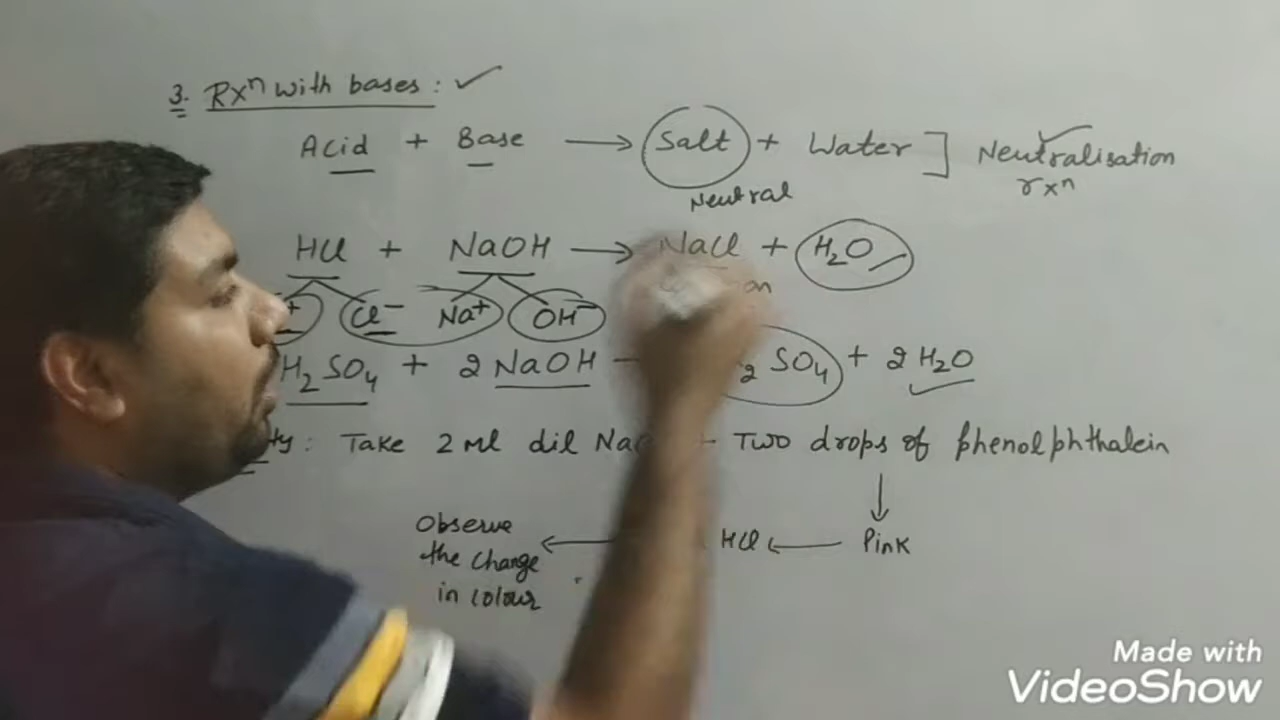 3. Rxⁿ with bases : ✓
Acid + Base → Salt + Water ] Neutralisation
rxⁿ
Neutral
HCl + NaOH → NaCl + H₂O
+ Cl⁻ Na⁺ OH⁻
H₂SO₄ + 2 NaOH → ₂SO₄ + 2 H₂O
: Take 2 ml dil Two drops of phenolphthalein
Observe the change in colour ← HCl ← Pink
Made with
VideoShow